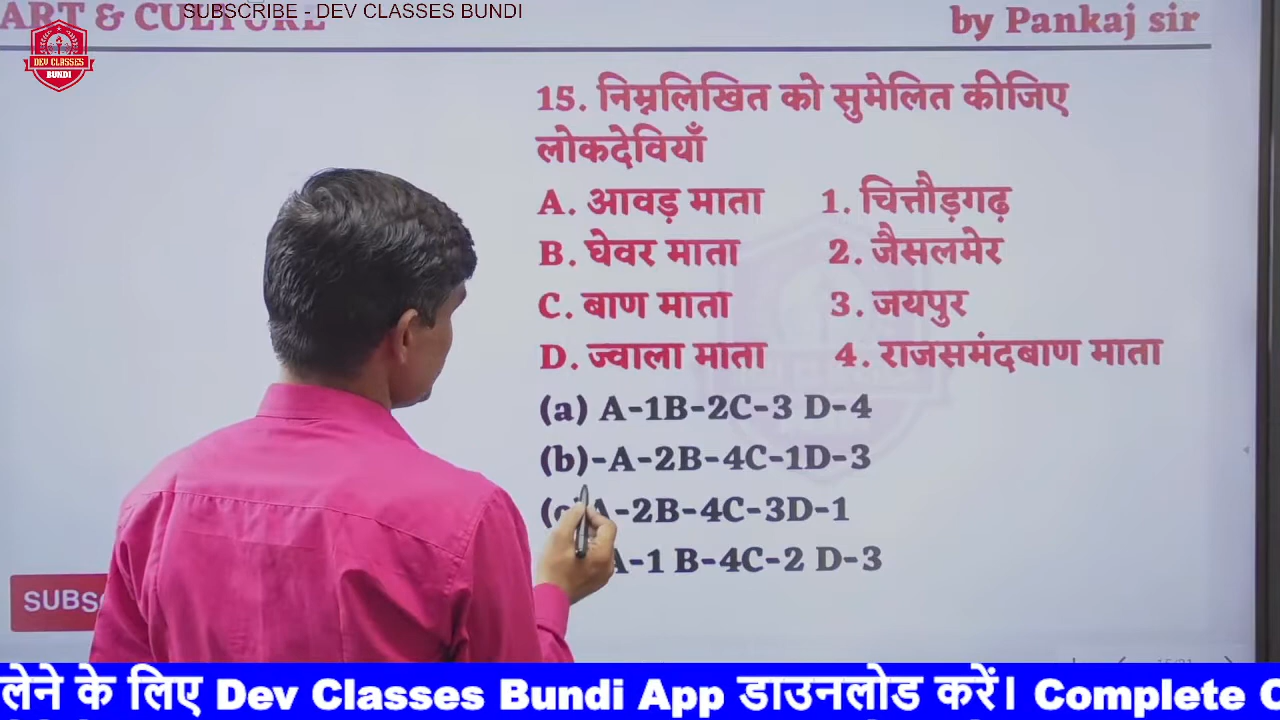 SUBSCRIBE - DEV CLASSES BUNDI
ART & CULTURE
by Pankaj sir
DEV CLASSES
BUNDI
15. निम्नलिखित को सुमेलित कीजिए
लोकदेवियाँ
A. आवड़ माता 1. चित्तौड़गढ़
B. घेवर माता 2. जैसलमेर
C. बाण माता 3. जयपुर
D. ज्वाला माता 4. राजसमंदबाण माता
(a) A-1B-2C-3 D-4
(b)-A-2B-4C-1D-3
(c) A-2B-4C-3D-1
A-1 B-4C-2 D-3
SUBS
लेने के लिए Dev Classes Bundi App डाउनलोड करें। Complete C